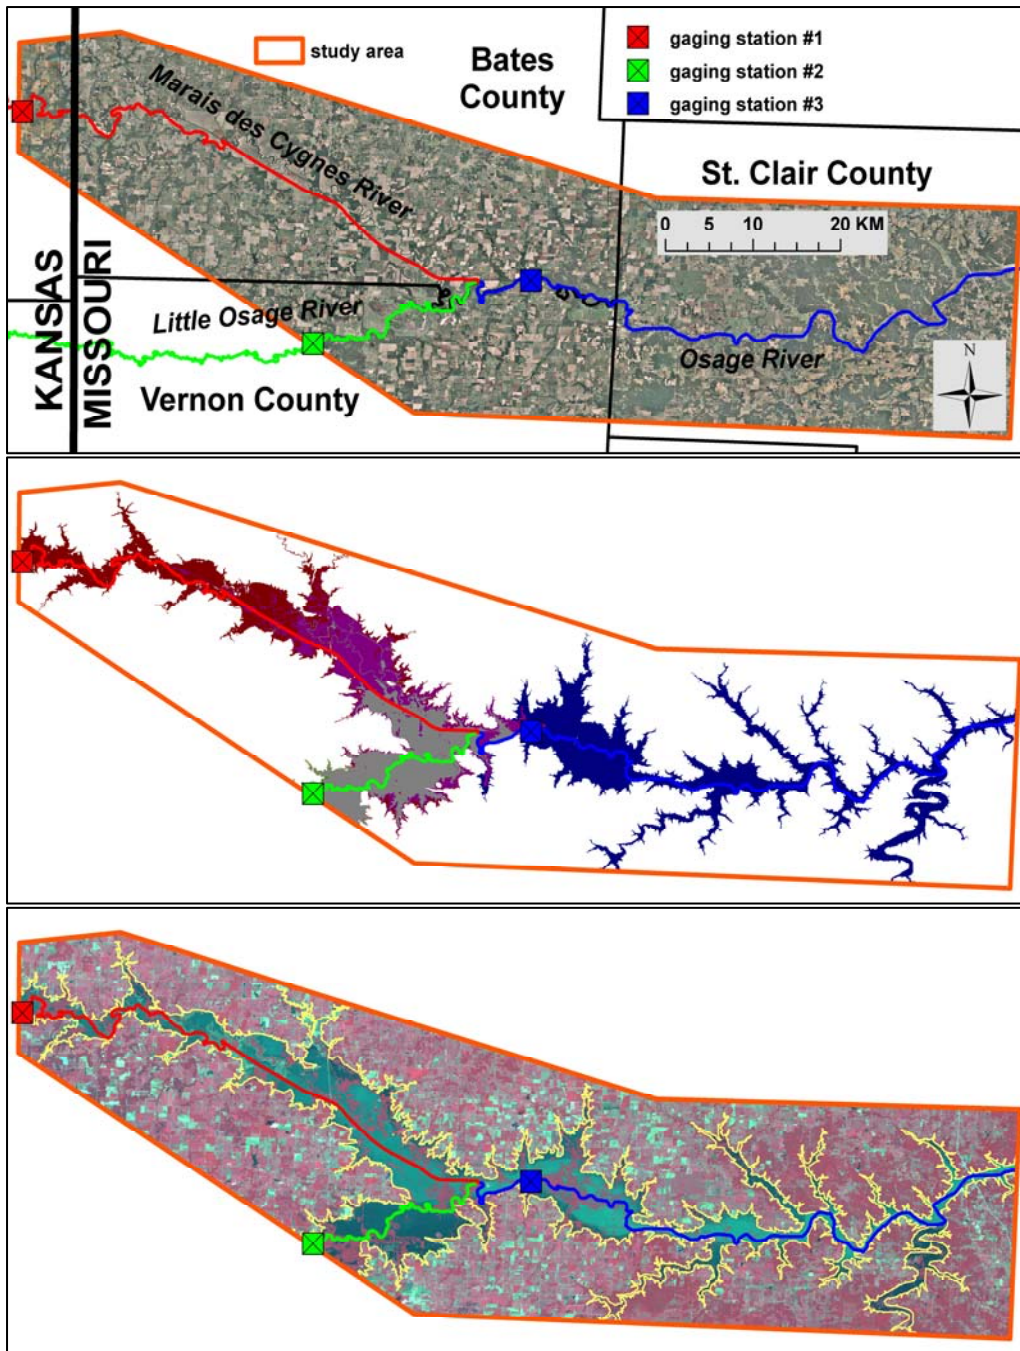 study area
Bates
County
gaging station #1
gaging station #2
gaging station #3
Marais des Cygnes River
St. Clair County
0 5 10 20 KM
KANSAS
MISSOURI
Little Osage River
Osage River
N
Vernon County